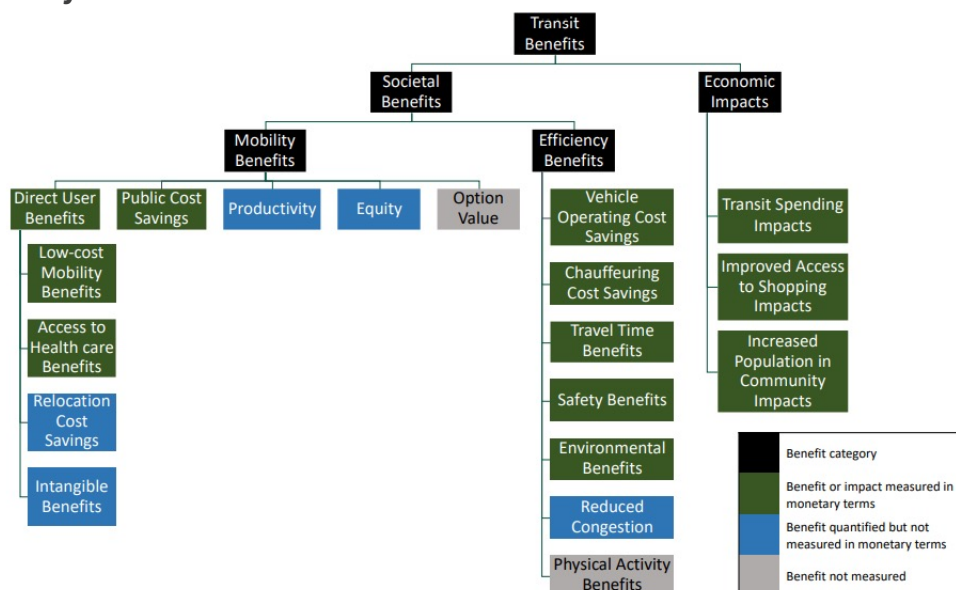 Transit
Benefits
Societal
Benefits
Economic
Impacts
Mobility
Benefits
Efficiency
Benefits
Direct User
Benefits
Public Cost
Savings
Productivity
Equity
Option
Value
Low-cost
Mobility
Benefits
Access to
Health care
Benefits
Relocation
Cost
Savings
Intangible
Benefits
Vehicle
Operating Cost
Savings
Chauffeuring
Cost Savings
Travel Time
Benefits
Safety Benefits
Environmental
Benefits
Reduced
Congestion
Physical Activity
Benefits
Transit Spending
Impacts
Improved Access
to Shopping
Impacts
Increased
Population in
Community
Impacts
Benefit category
Benefit or impact measured in
monetary terms
Benefit quantified but not
measured in monetary terms
Benefit not measured